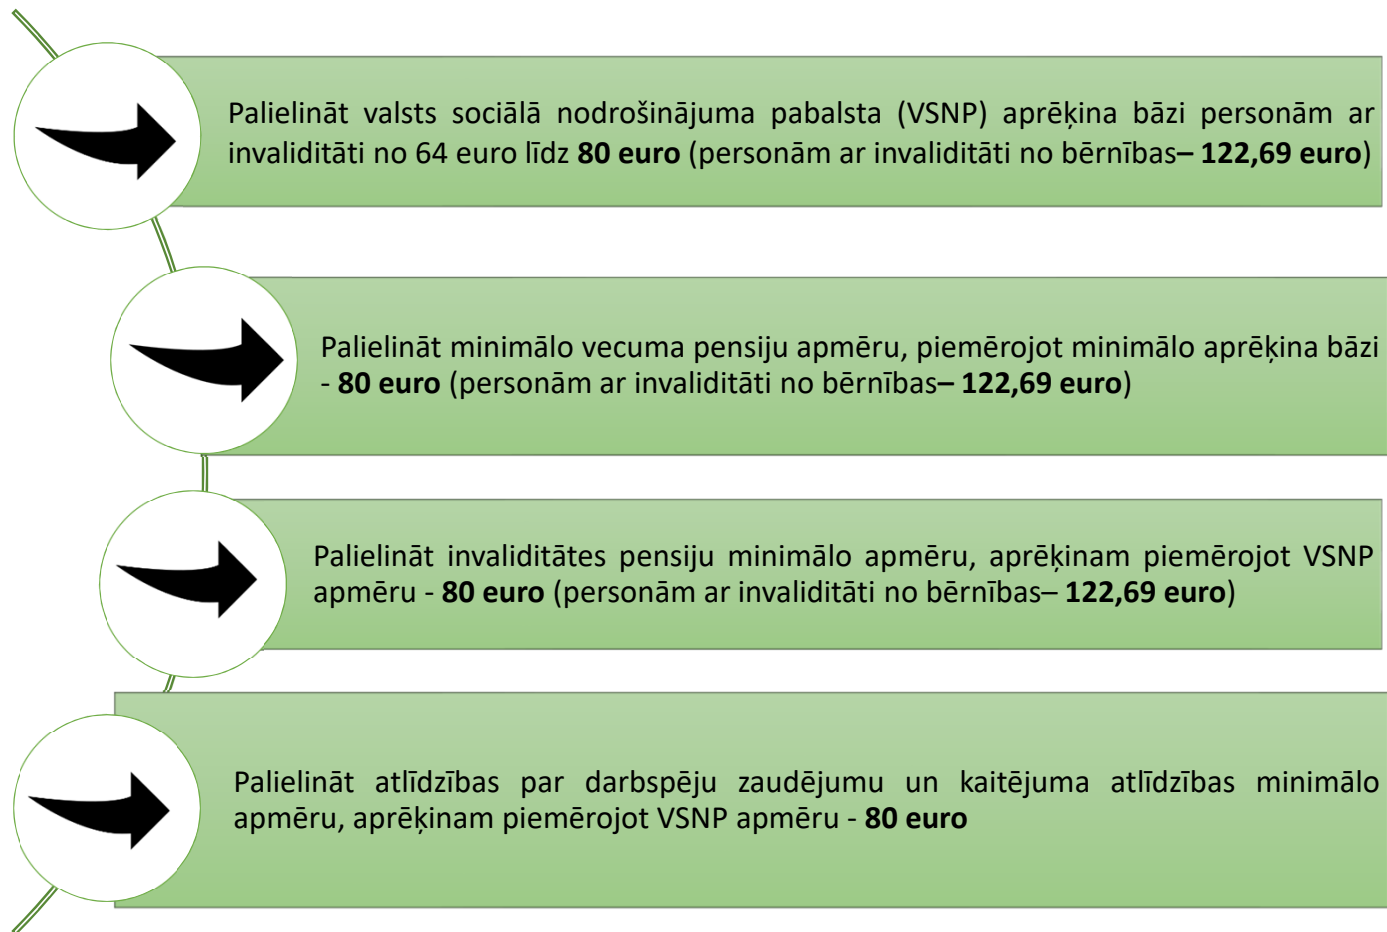 Palielināt valsts sociālā nodrošinājuma pabalsta (VSNP) aprēķina bāzi personām ar
invaliditāti no 64 euro līdz 80 euro (personām ar invaliditāti no bērnības– 122,69 euro)
Palielināt minimālo vecuma pensiju apmēru, piemērojot minimālo aprēķina bāzi
- 80 euro (personām ar invaliditāti no bērnības– 122,69 euro)
Palielināt invaliditātes pensiju minimālo apmēru, aprēķinam piemērojot VSNP
apmēru - 80 euro (personām ar invaliditāti no bērnības– 122,69 euro)
Palielināt atlīdzības par darbspēju zaudējumu un kaitējuma atlīdzības minimālo
apmēru, aprēķinam piemērojot VSNP apmēru - 80 euro